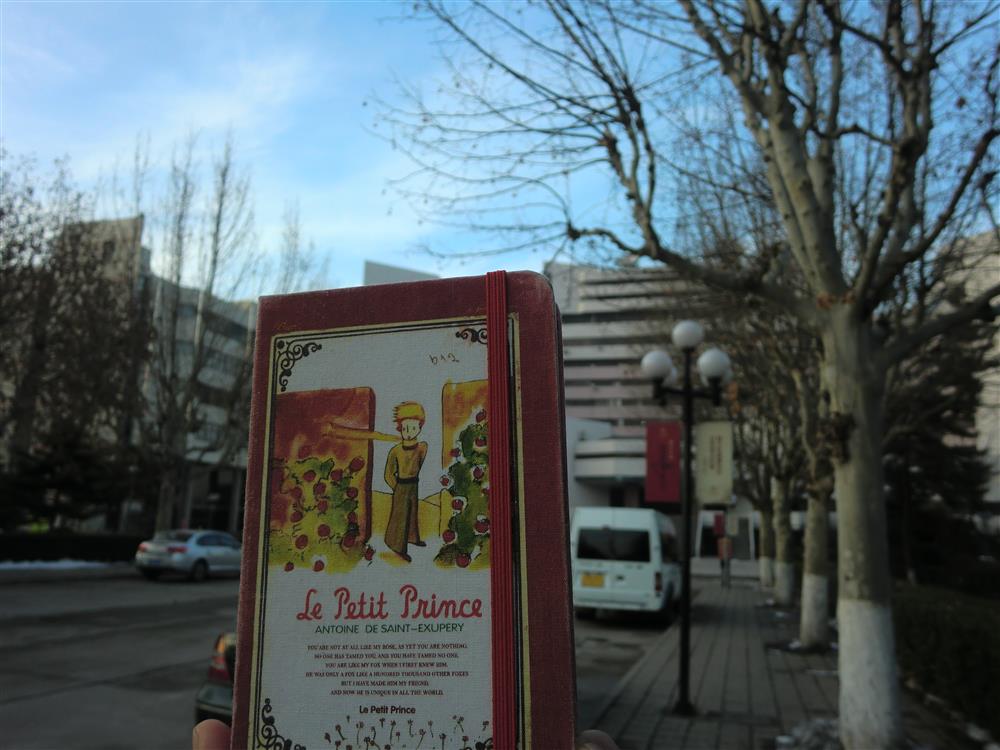 b12
Le Petit Prince
ANTOINE DE SAINT-EXUPERY
YOU ARE NOT AT ALL LIKE MY ROSE, AS YET YOU ARE NOTHING.
NO ONE HAS TAMED YOU, AND YOU HAVE TAMED NO ONE.
YOU ARE LIKE MY FOX WHEN I FIRST KNEW HIM.
HE WAS ONLY A FOX LIKE A HUNDRED THOUSAND OTHER FOXES
BUT I HAVE MADE HIM MY FRIEND,
AND NOW HE IS UNIQUE IN ALL THE WORLD.
Le Petit Prince